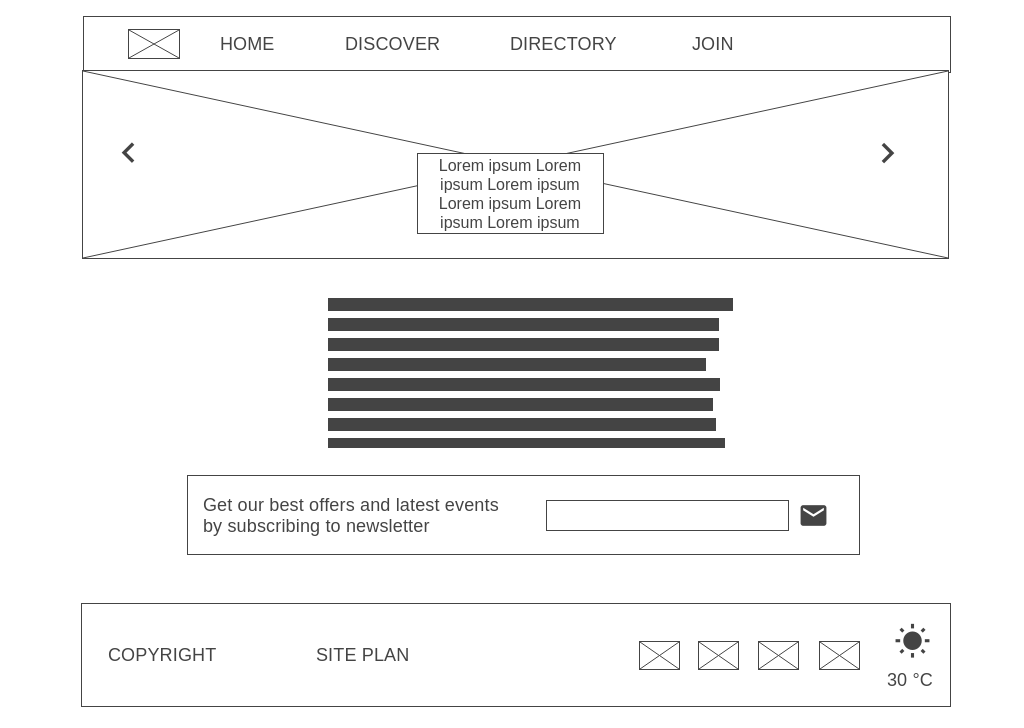 HOME DISCOVER DIRECTORY JOIN
Lorem ipsum Lorem
ipsum Lorem ipsum
Lorem ipsum Lorem
ipsum Lorem ipsum
Get our best offers and latest events
by subscribing to newsletter
COPYRIGHT SITE PLAN
30 °C